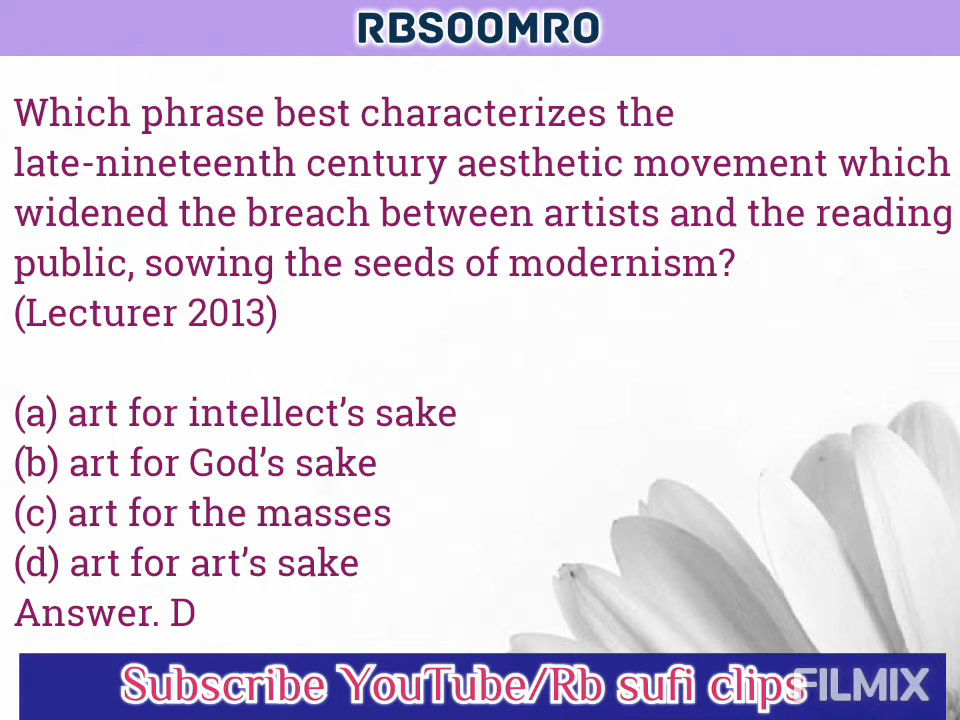 RBSOOMRO
Which phrase best characterizes the
late-nineteenth century aesthetic movement which
widened the breach between artists and the reading
public, sowing the seeds of modernism?
(Lecturer 2013)
(a) art for intellect’s sake
(b) art for God’s sake
(c) art for the masses
(d) art for art’s sake
Answer. D
Subscribe YouTube/Rb sufi clips
FILMIX